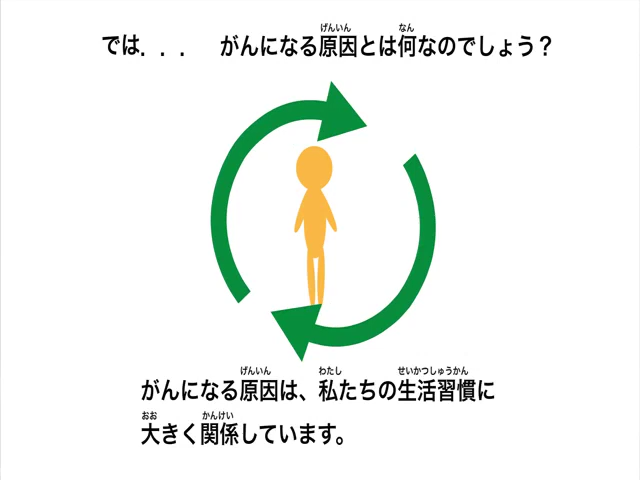 では．．．　がんになる原因とは何なのでしょう？
がんになる原因は、私たちの生活習慣に
大きく関係しています。